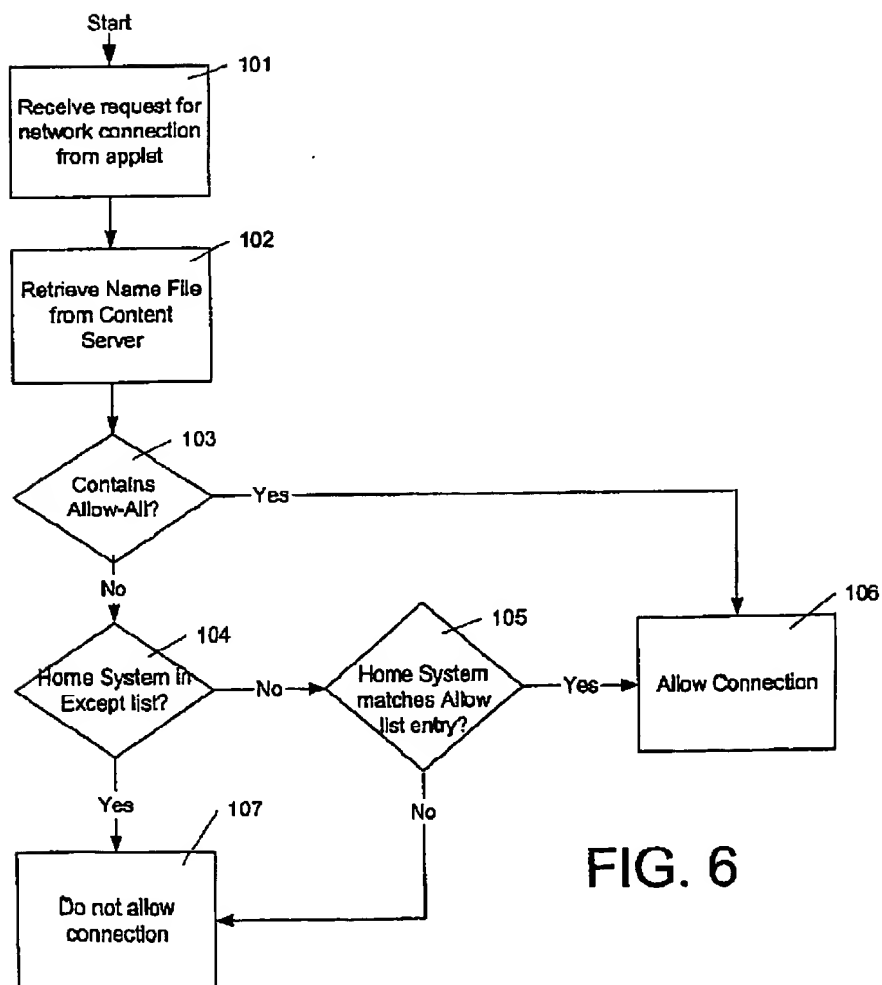 Start
101
Receive request for
network connection
from applet
102
Retrieve Name File
from Content
Server
103
Contains
Allow-All?
Yes
No
104
Home System in
Except list?
No
105
Home System
matches Allow
list entry?
Yes
106
Allow Connection
Yes
No
107
Do not allow
connection
FIG. 6